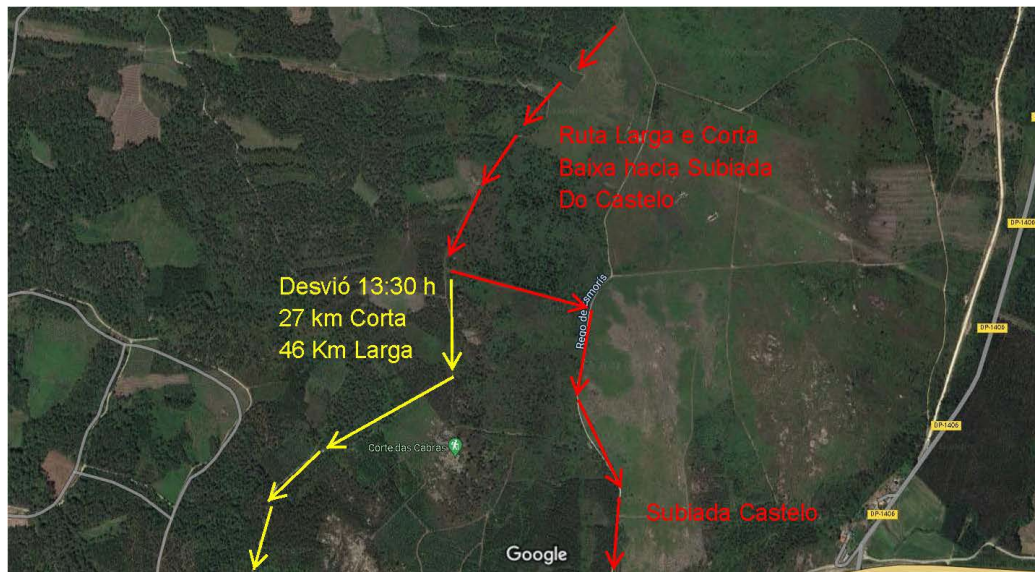 Ruta Larga e Corta
Baixa hacia Subiada
Do Castelo
DP-1406
Desvió 13:30 h
27 km Corta
46 Km Larga
Rego de Esmorís
DP-1406
Corte das Cabras
DP-1406
Subiada Castelo
DP-1406
Google